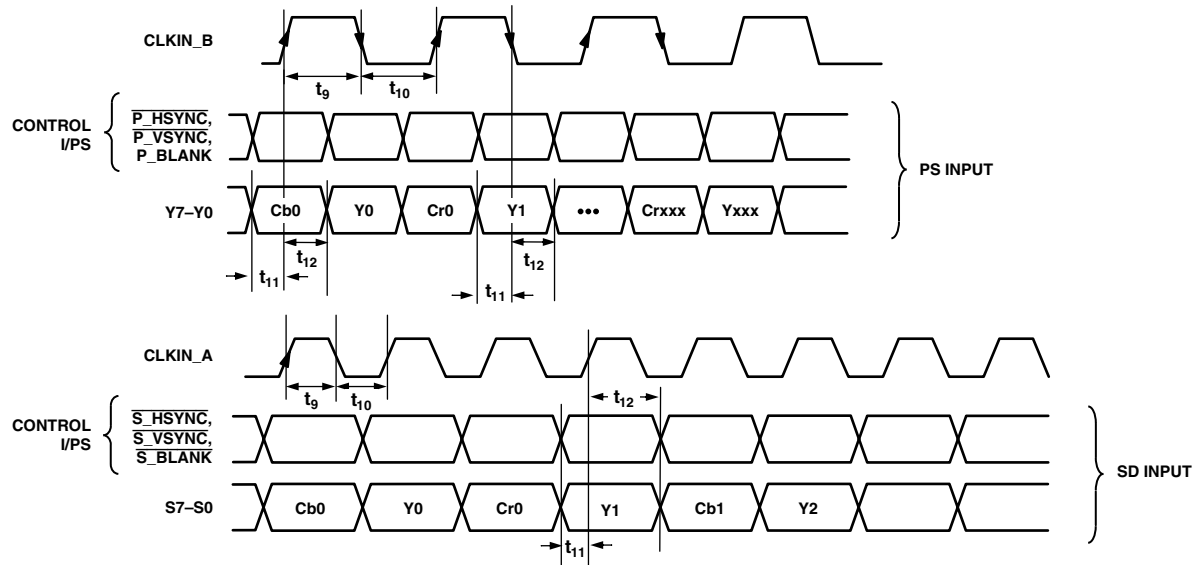 CLKIN_B
t9
t10
CONTROL
I/PS
P_HSYNC,
P_VSYNC,
P_BLANK
PS INPUT
Y7–Y0
Cb0
Y0
Cr0
Y1
•••
Crxxx
Yxxx
t12
t12
t11
t11
CLKIN_A
t9
t10
t12
CONTROL
I/PS
S_HSYNC,
S_VSYNC,
S_BLANK
SD INPUT
S7–S0
Cb0
Y0
Cr0
Y1
Cb1
Y2
t11